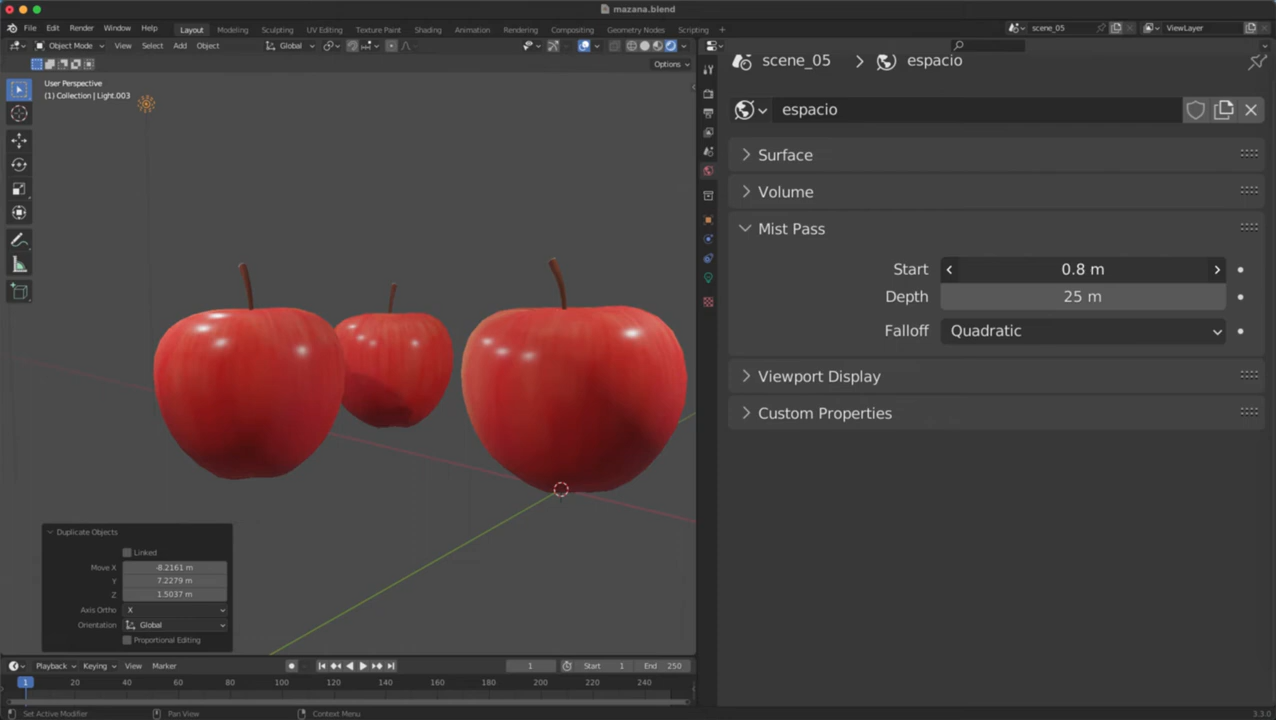 mazana.blend
File Edit Render Window Help Layout Modeling Sculpting UV Editing Texture Paint Shading Animation Rendering Compositing Geometry Nodes Scripting scene_05 ViewLayer
Object Mode View Select Add Object Global
Options
User Perspective
(1) Collection | Light.003
scene_05 > espacio
espacio
Surface
Volume
Mist Pass
Start 0.8 m
Depth 25 m
Falloff Quadratic
Viewport Display
Custom Properties
Duplicate Objects
Linked
Move X -8.2161 m
Y 7.2279 m
Z 1.5037 m
Axis Ortho X
Orientation Global
Proportional Editing
Playback Keying View Marker 1 Start 1 End 250
1 20 40 60 80 100 120 140 160 180 200 220 240
Set Active Modifier Pan View Context Menu 3.3.0